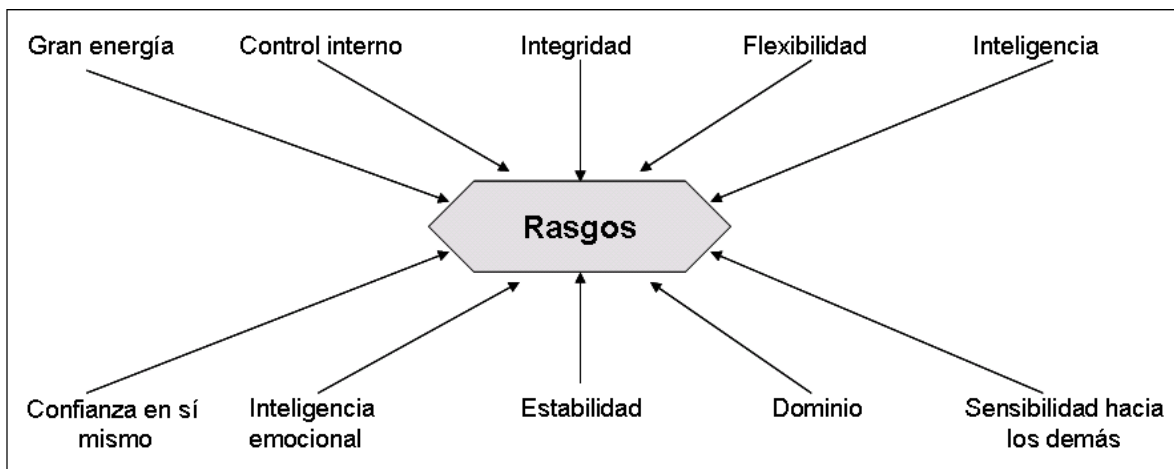 Gran energía
Control interno
Integridad
Flexibilidad
Inteligencia
Rasgos
Confianza en sí
mismo
Inteligencia
emocional
Estabilidad
Dominio
Sensibilidad hacia
los demás